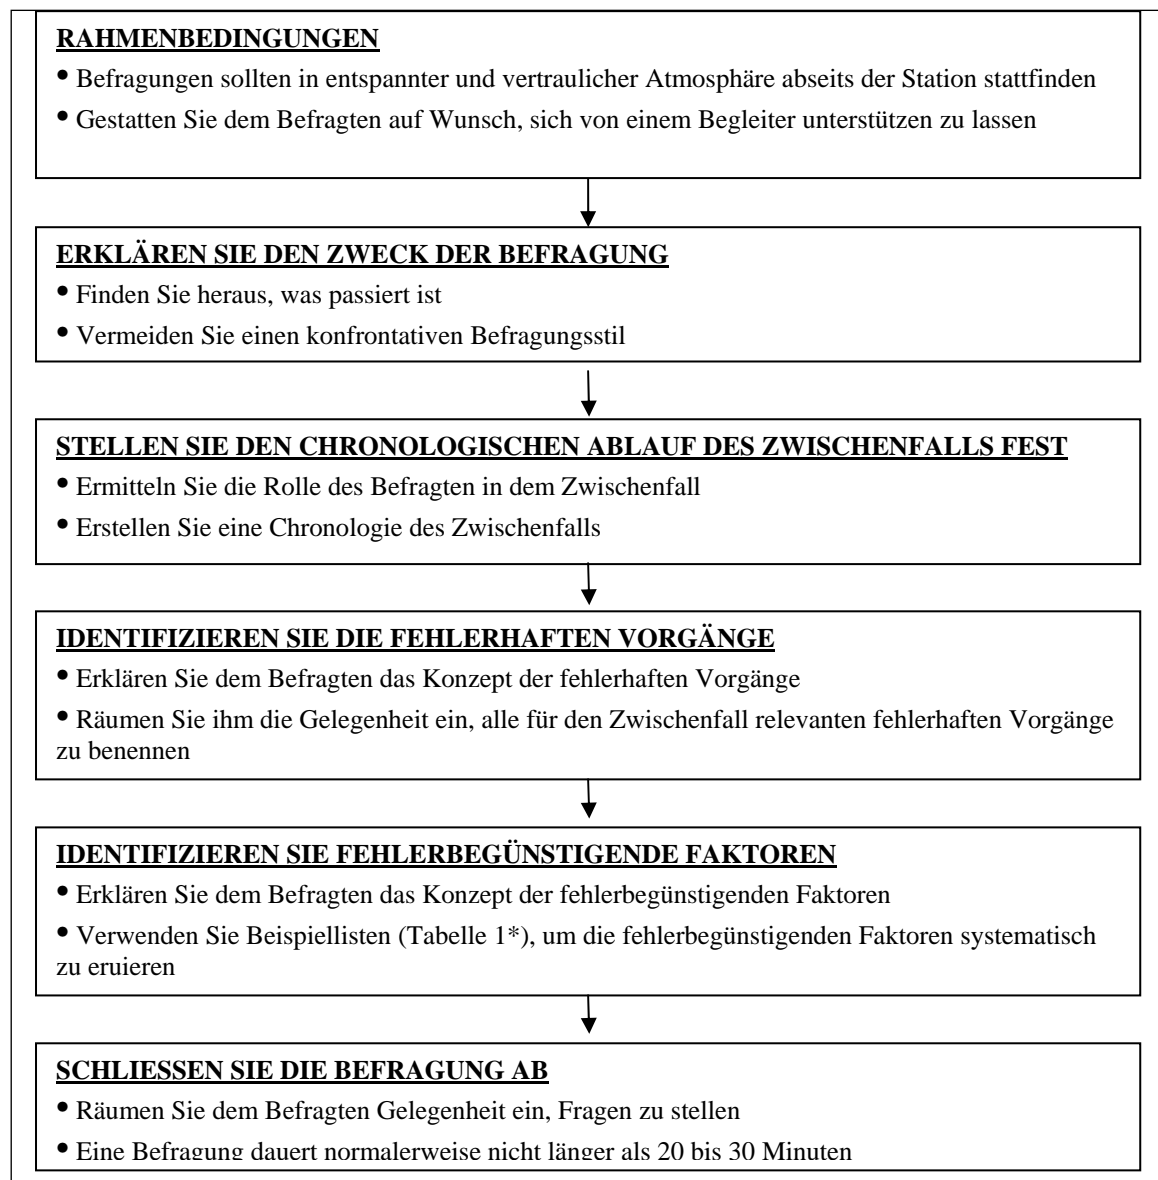 RAHMENBEDINGUNGEN
• Befragungen sollten in entspannter und vertraulicher Atmosphäre abseits der Station stattfinden
• Gestatten Sie dem Befragten auf Wunsch, sich von einem Begleiter unterstützen zu lassen
ERKLÄREN SIE DEN ZWECK DER BEFRAGUNG
• Finden Sie heraus, was passiert ist
• Vermeiden Sie einen konfrontativen Befragungsstil
STELLEN SIE DEN CHRONOLOGISCHEN ABLAUF DES ZWISCHENFALLS FEST
• Ermitteln Sie die Rolle des Befragten in dem Zwischenfall
• Erstellen Sie eine Chronologie des Zwischenfalls
IDENTIFIZIEREN SIE DIE FEHLERHAFTEN VORGÄNGE
• Erklären Sie dem Befragten das Konzept der fehlerhaften Vorgänge
• Räumen Sie ihm die Gelegenheit ein, alle für den Zwischenfall relevanten fehlerhaften Vorgänge
zu benennen
IDENTIFIZIEREN SIE FEHLERBEGÜNSTIGENDE FAKTOREN
• Erklären Sie dem Befragten das Konzept der fehlerbegünstigenden Faktoren
• Verwenden Sie Beispiellisten (Tabelle 1*), um die fehlerbegünstigenden Faktoren systematisch
zu eruieren
SCHLIESSEN SIE DIE BEFRAGUNG AB
• Räumen Sie dem Befragten Gelegenheit ein, Fragen zu stellen
• Eine Befragung dauert normalerweise nicht länger als 20 bis 30 Minuten